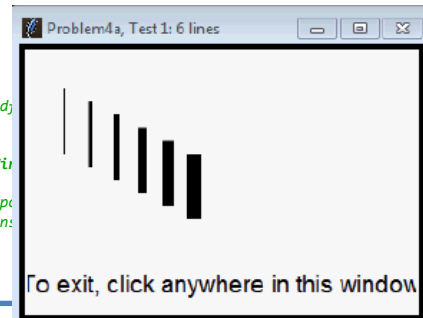 Problem4a, Test 1: 6 lines
To exit, click anywhere in this window